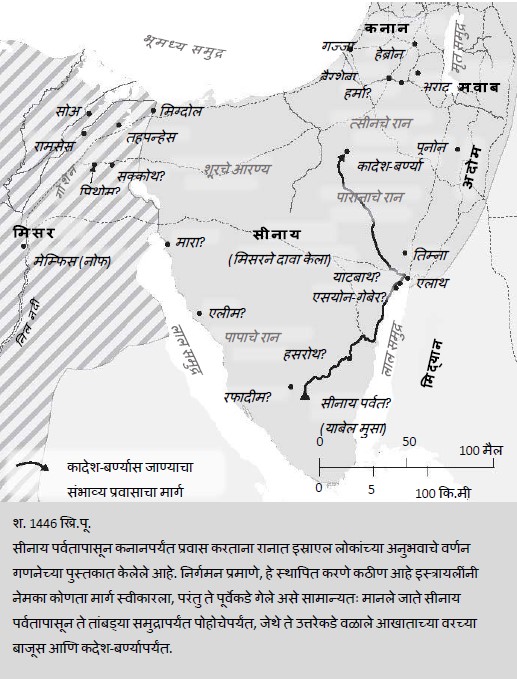 कनान
भूमध्य समुद्र
गज्जा
हेब्रोन
मृत समुद्र
बैरशेबा
हर्मा?
अराद
मवाब
सोअ
मिग्दोल
तहपन्हेस
रामसेस
त्सीनचे रान
पुनोन
अदोम
कादेश-बर्ण्या
गोशेन
सक्कोथ?
पिथोम?
शूरचे आरण्य
पारानाचे रान
मिसर
मेम्फिस (नोफ)
मारा?
सीनाय
(मिसरने दावा केला)
तिम्ना
याटबाथ?
एलाथ
एसयोन-गेबेर?
निल नदी
एलीम?
लाल समुद्र
पापाचे रान
लाल समुद्र
मिद्यान
हसरोथ?
रफादीम?
सीनाय पर्वत?
(याबेल मुसा)
0 50 100 मैल
0 5 100 कि.मी
कादेश-बर्ण्यास जाण्याचा
संभाव्य प्रवासाचा मार्ग
श. 1446 खि.पू.
सीनाय पर्वतापासून कनानपर्यंत प्रवास करताना रानात इस्राएल लोकांच्या अनुभवाचे वर्णन
गणनेच्या पुस्तकात केलेले आहे. निर्गमन प्रमाणे, हे स्थापित करणे कठीण आहे इस्त्रायलींनी
नेमका कोणता मार्ग स्वीकारला, परंतु ते पूर्वेकडे गेले असे सामान्यतः मानले जाते सीनाय
पर्वतापासून ते तांबड्या समुद्रापर्यंत पोहोचेपर्यंत, जेथे ते उत्तरेकडे वळाले आखाताच्या वरच्या
बाजूस आणि कदेश-बर्ण्यापर्यंत.